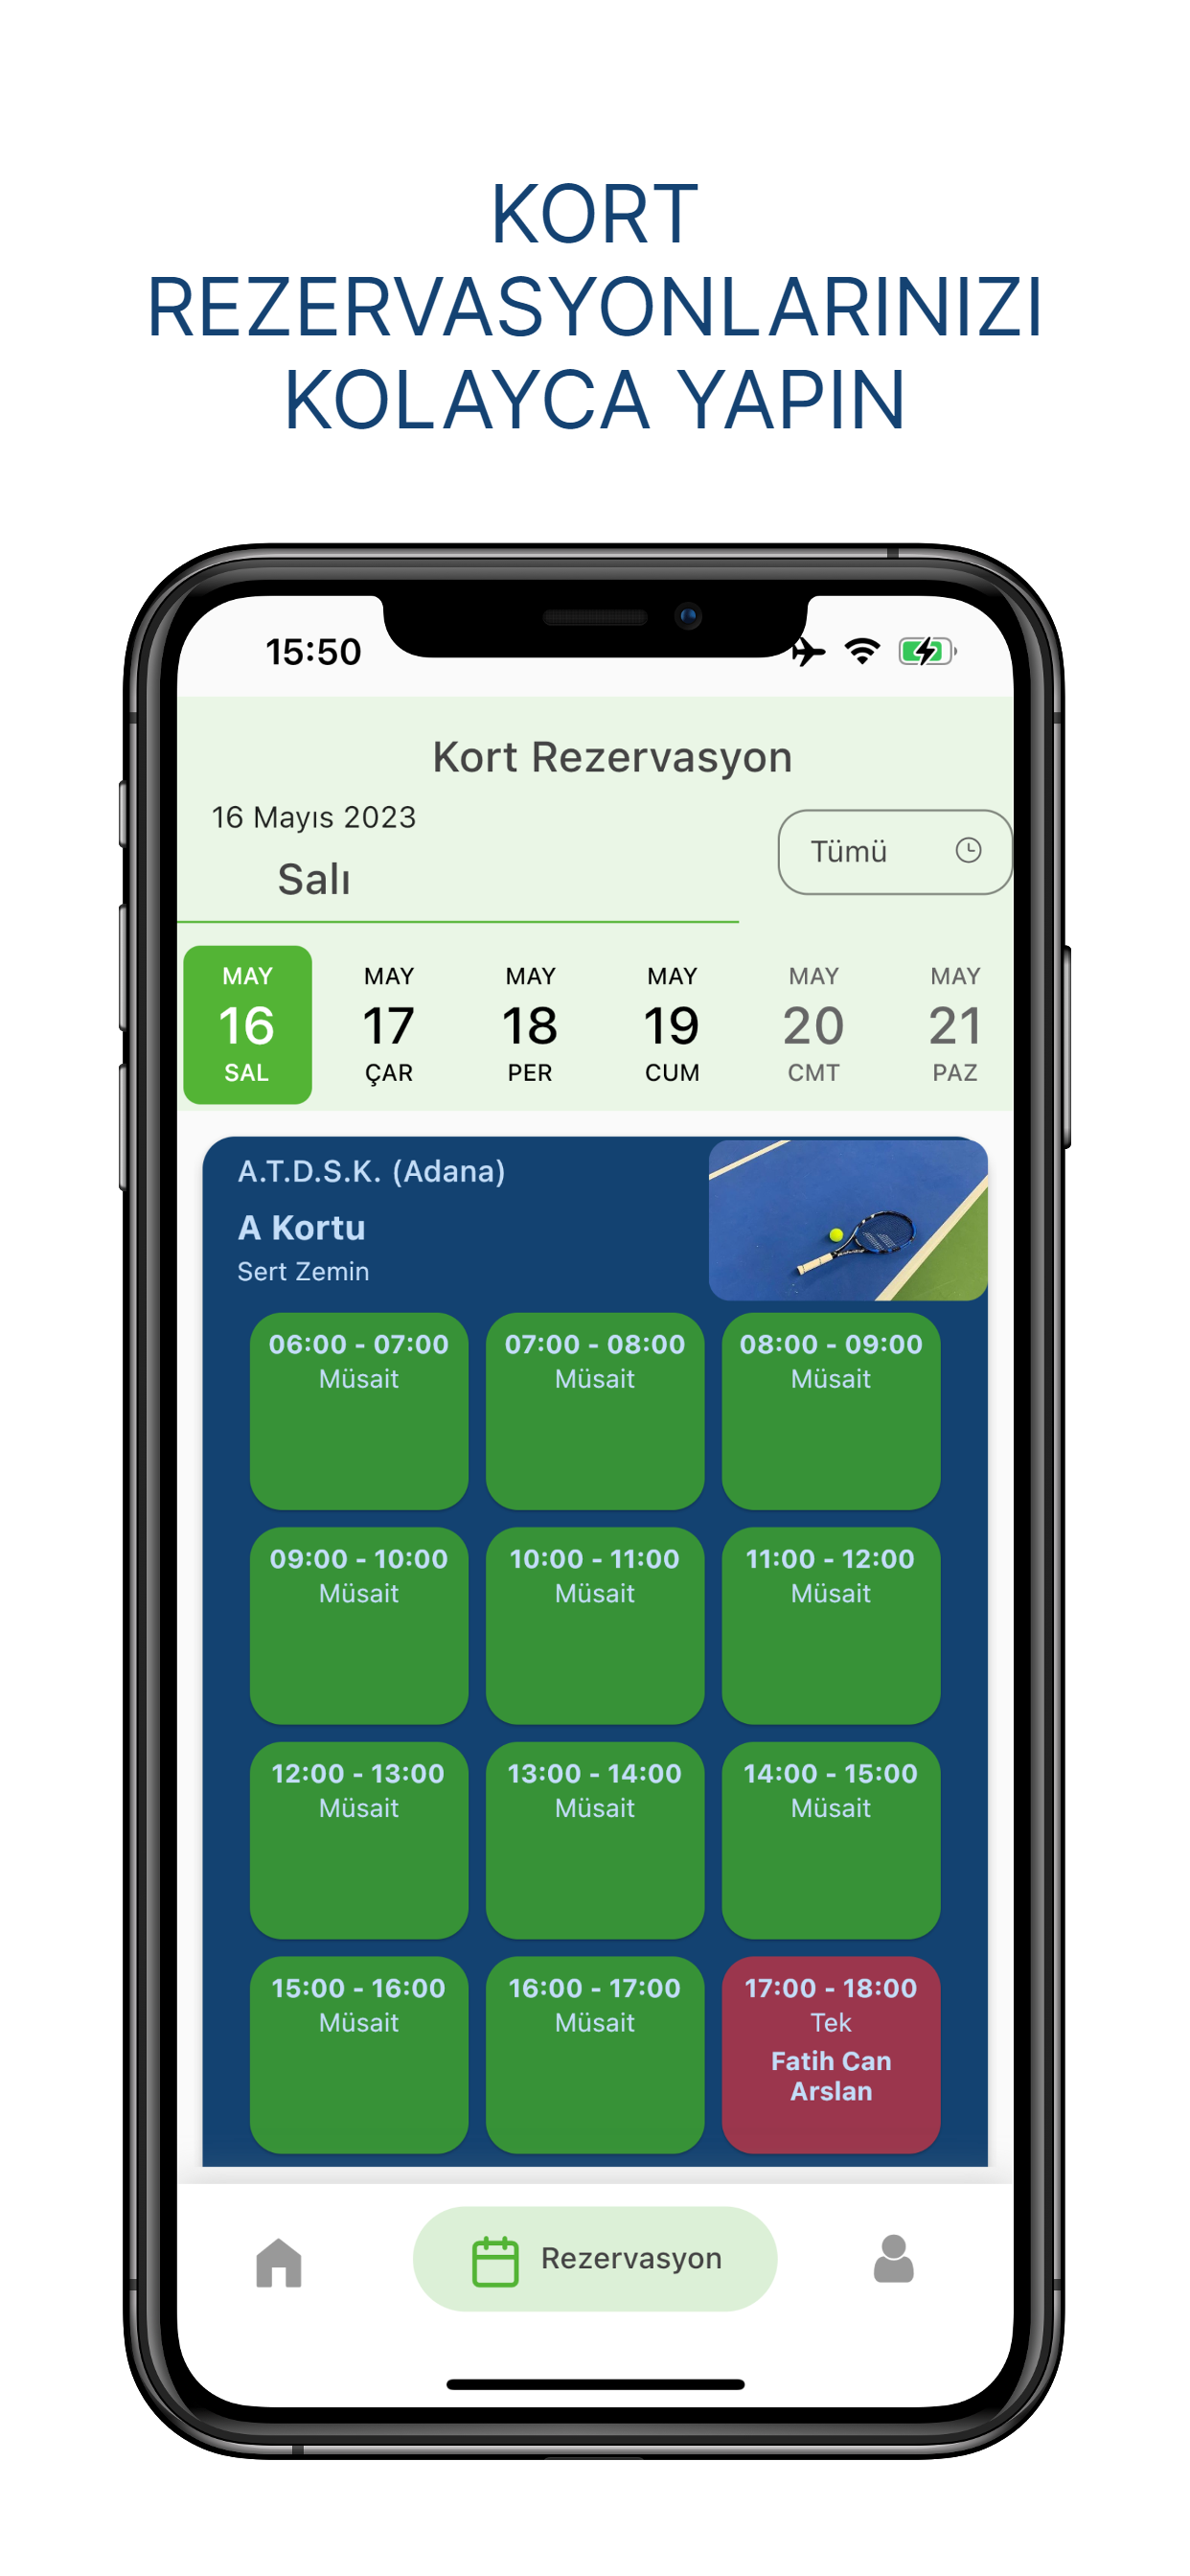 KORT
REZERVASYONLARINIZI
KOLAYCA YAPIN
15:50
Kort Rezervasyon
16 Mayıs 2023
Tümü
Salı
MAY MAY MAY MAY MAY MAY
16 17 18 19 20 21
SAL ÇAR PER CUM CMT PAZ
A.T.D.S.K. (Adana)
A Kortu
Sert Zemin
06:00 - 07:00 07:00 - 08:00 08:00 - 09:00
Müsait Müsait Müsait
09:00 - 10:00 10:00 - 11:00 11:00 - 12:00
Müsait Müsait Müsait
12:00 - 13:00 13:00 - 14:00 14:00 - 15:00
Müsait Müsait Müsait
15:00 - 16:00 16:00 - 17:00 17:00 - 18:00
Müsait Müsait Tek
Fatih Can
Arslan
Rezervasyon